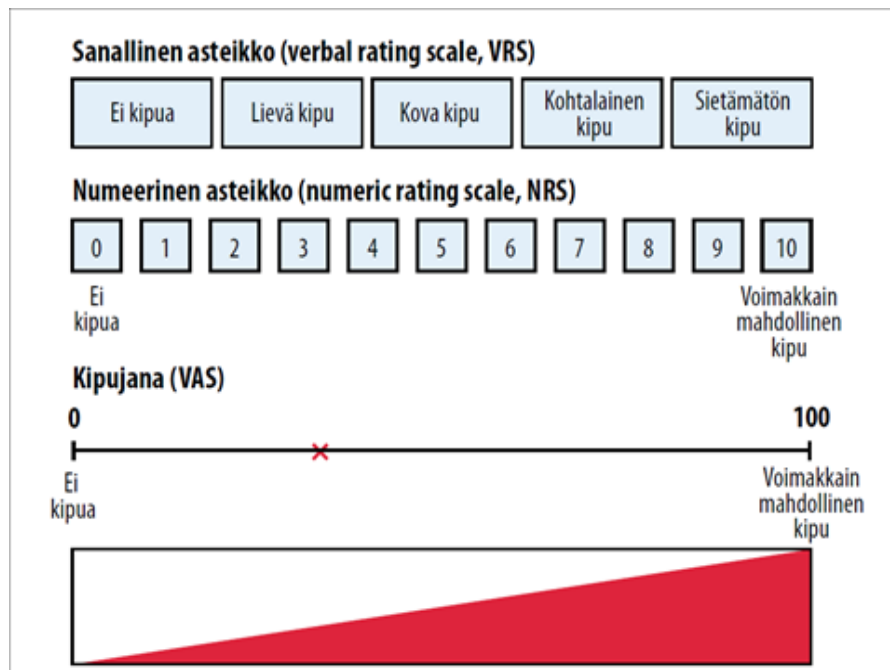 Sanallinen asteikko (verbal rating scale, VRS)
Ei kipua
Lievä kipu
Kova kipu
Kohtalainen
kipu
Sietämätön
kipu
Numeerinen asteikko (numeric rating scale, NRS)
0 1 2 3 4 5 6 7 8 9 10
Ei
kipua
Voimakkain
mahdollinen
kipu
Kipujana (VAS)
0 100
Ei
kipua
Voimakkain
mahdollinen
kipu